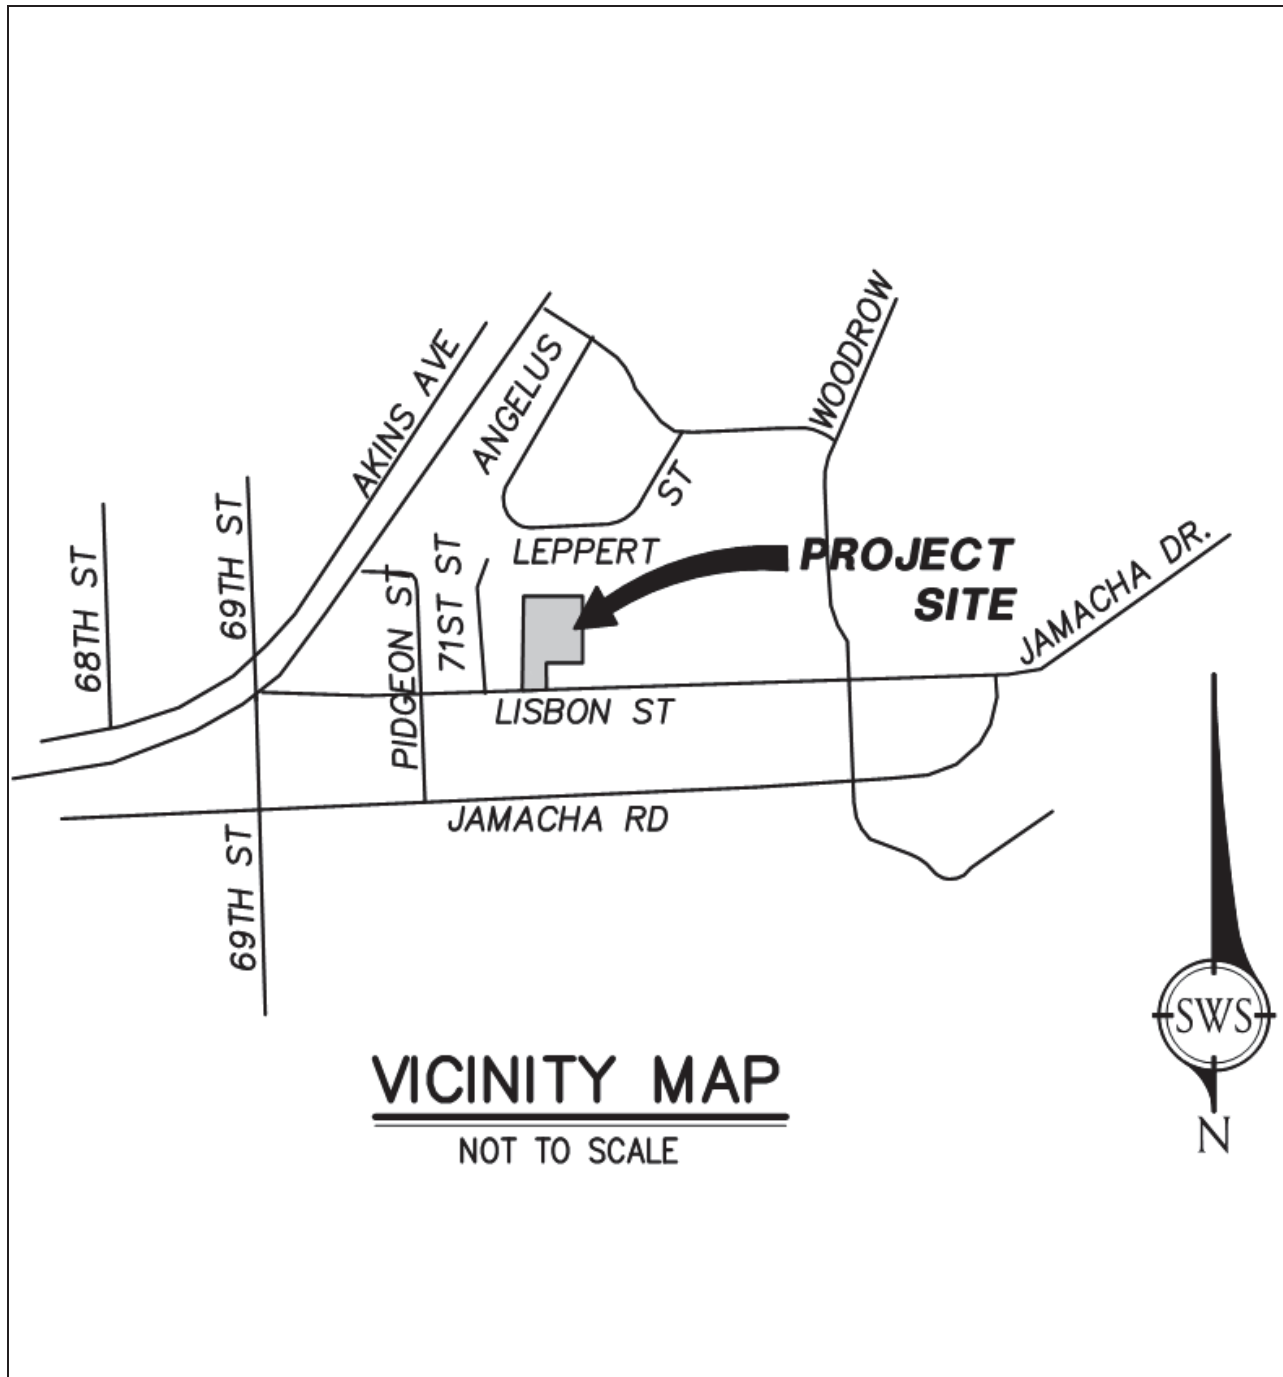 WOODROW
AKINS AVE
ANGELUS
ST
69TH ST
68TH ST
71ST ST
LEPPERT
PROJECT
SITE
JAMACHA DR.
PIDGEON ST
LISBON ST
JAMACHA RD
69TH ST
SWS
N
VICINITY MAP
NOT TO SCALE